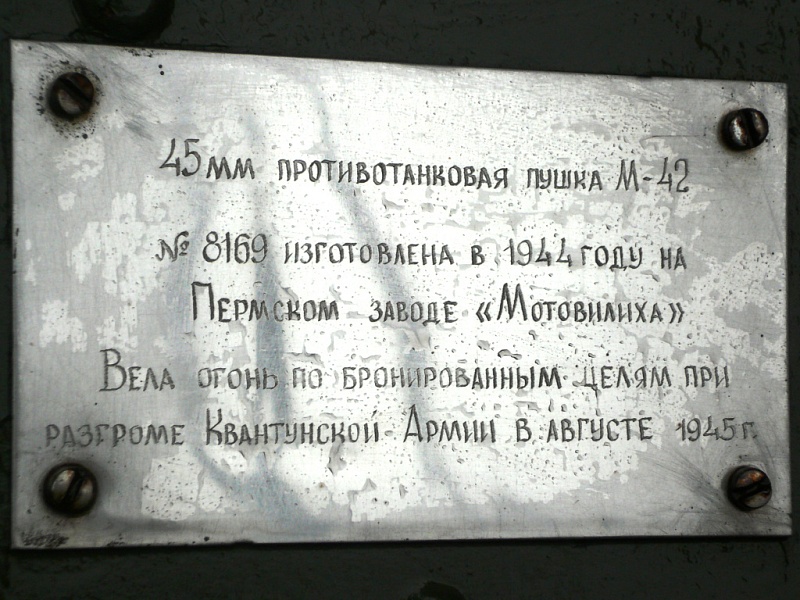 45мм противотанковая пушка М-42
№ 8169 изготовлена в 1944 году на
Пермском заводе «Мотовилиха»
Вела огонь по бронированным целям при
разгроме Квантунской Армии в августе 1945 г.